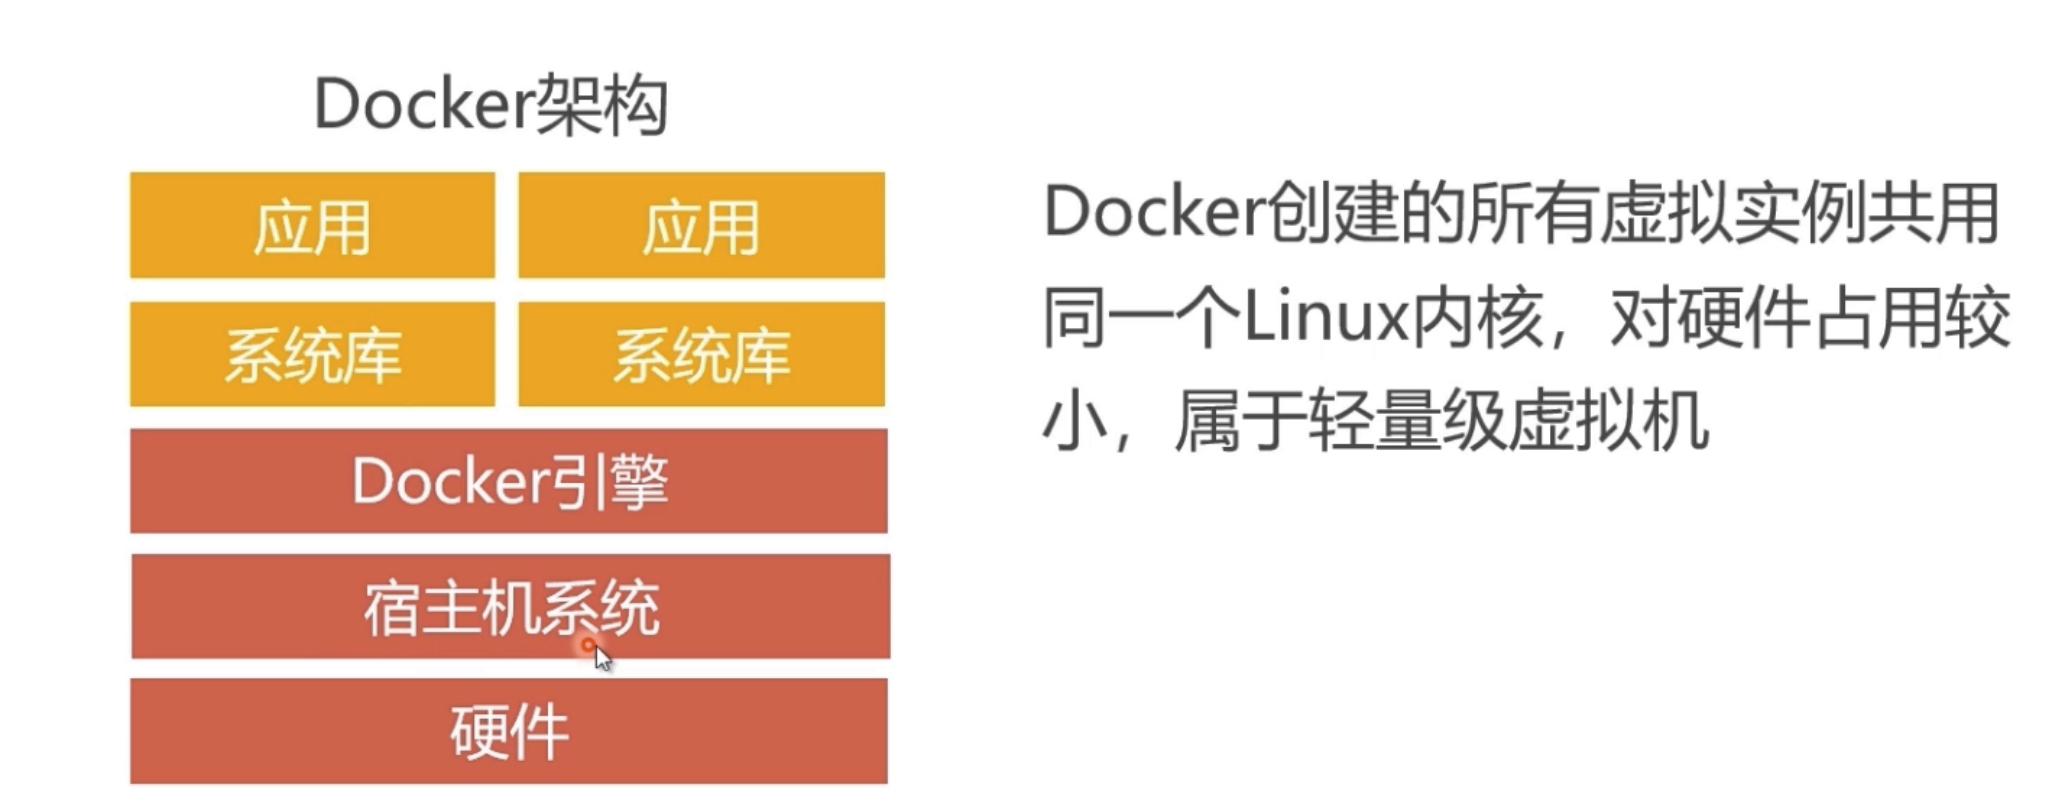 Docker架构
应用
应用
系统库
系统库
Docker引擎
宿主机系统
硬件
Docker创建的所有虚拟实例共用
同一个Linux内核，对硬件占用较
小，属于轻量级虚拟机